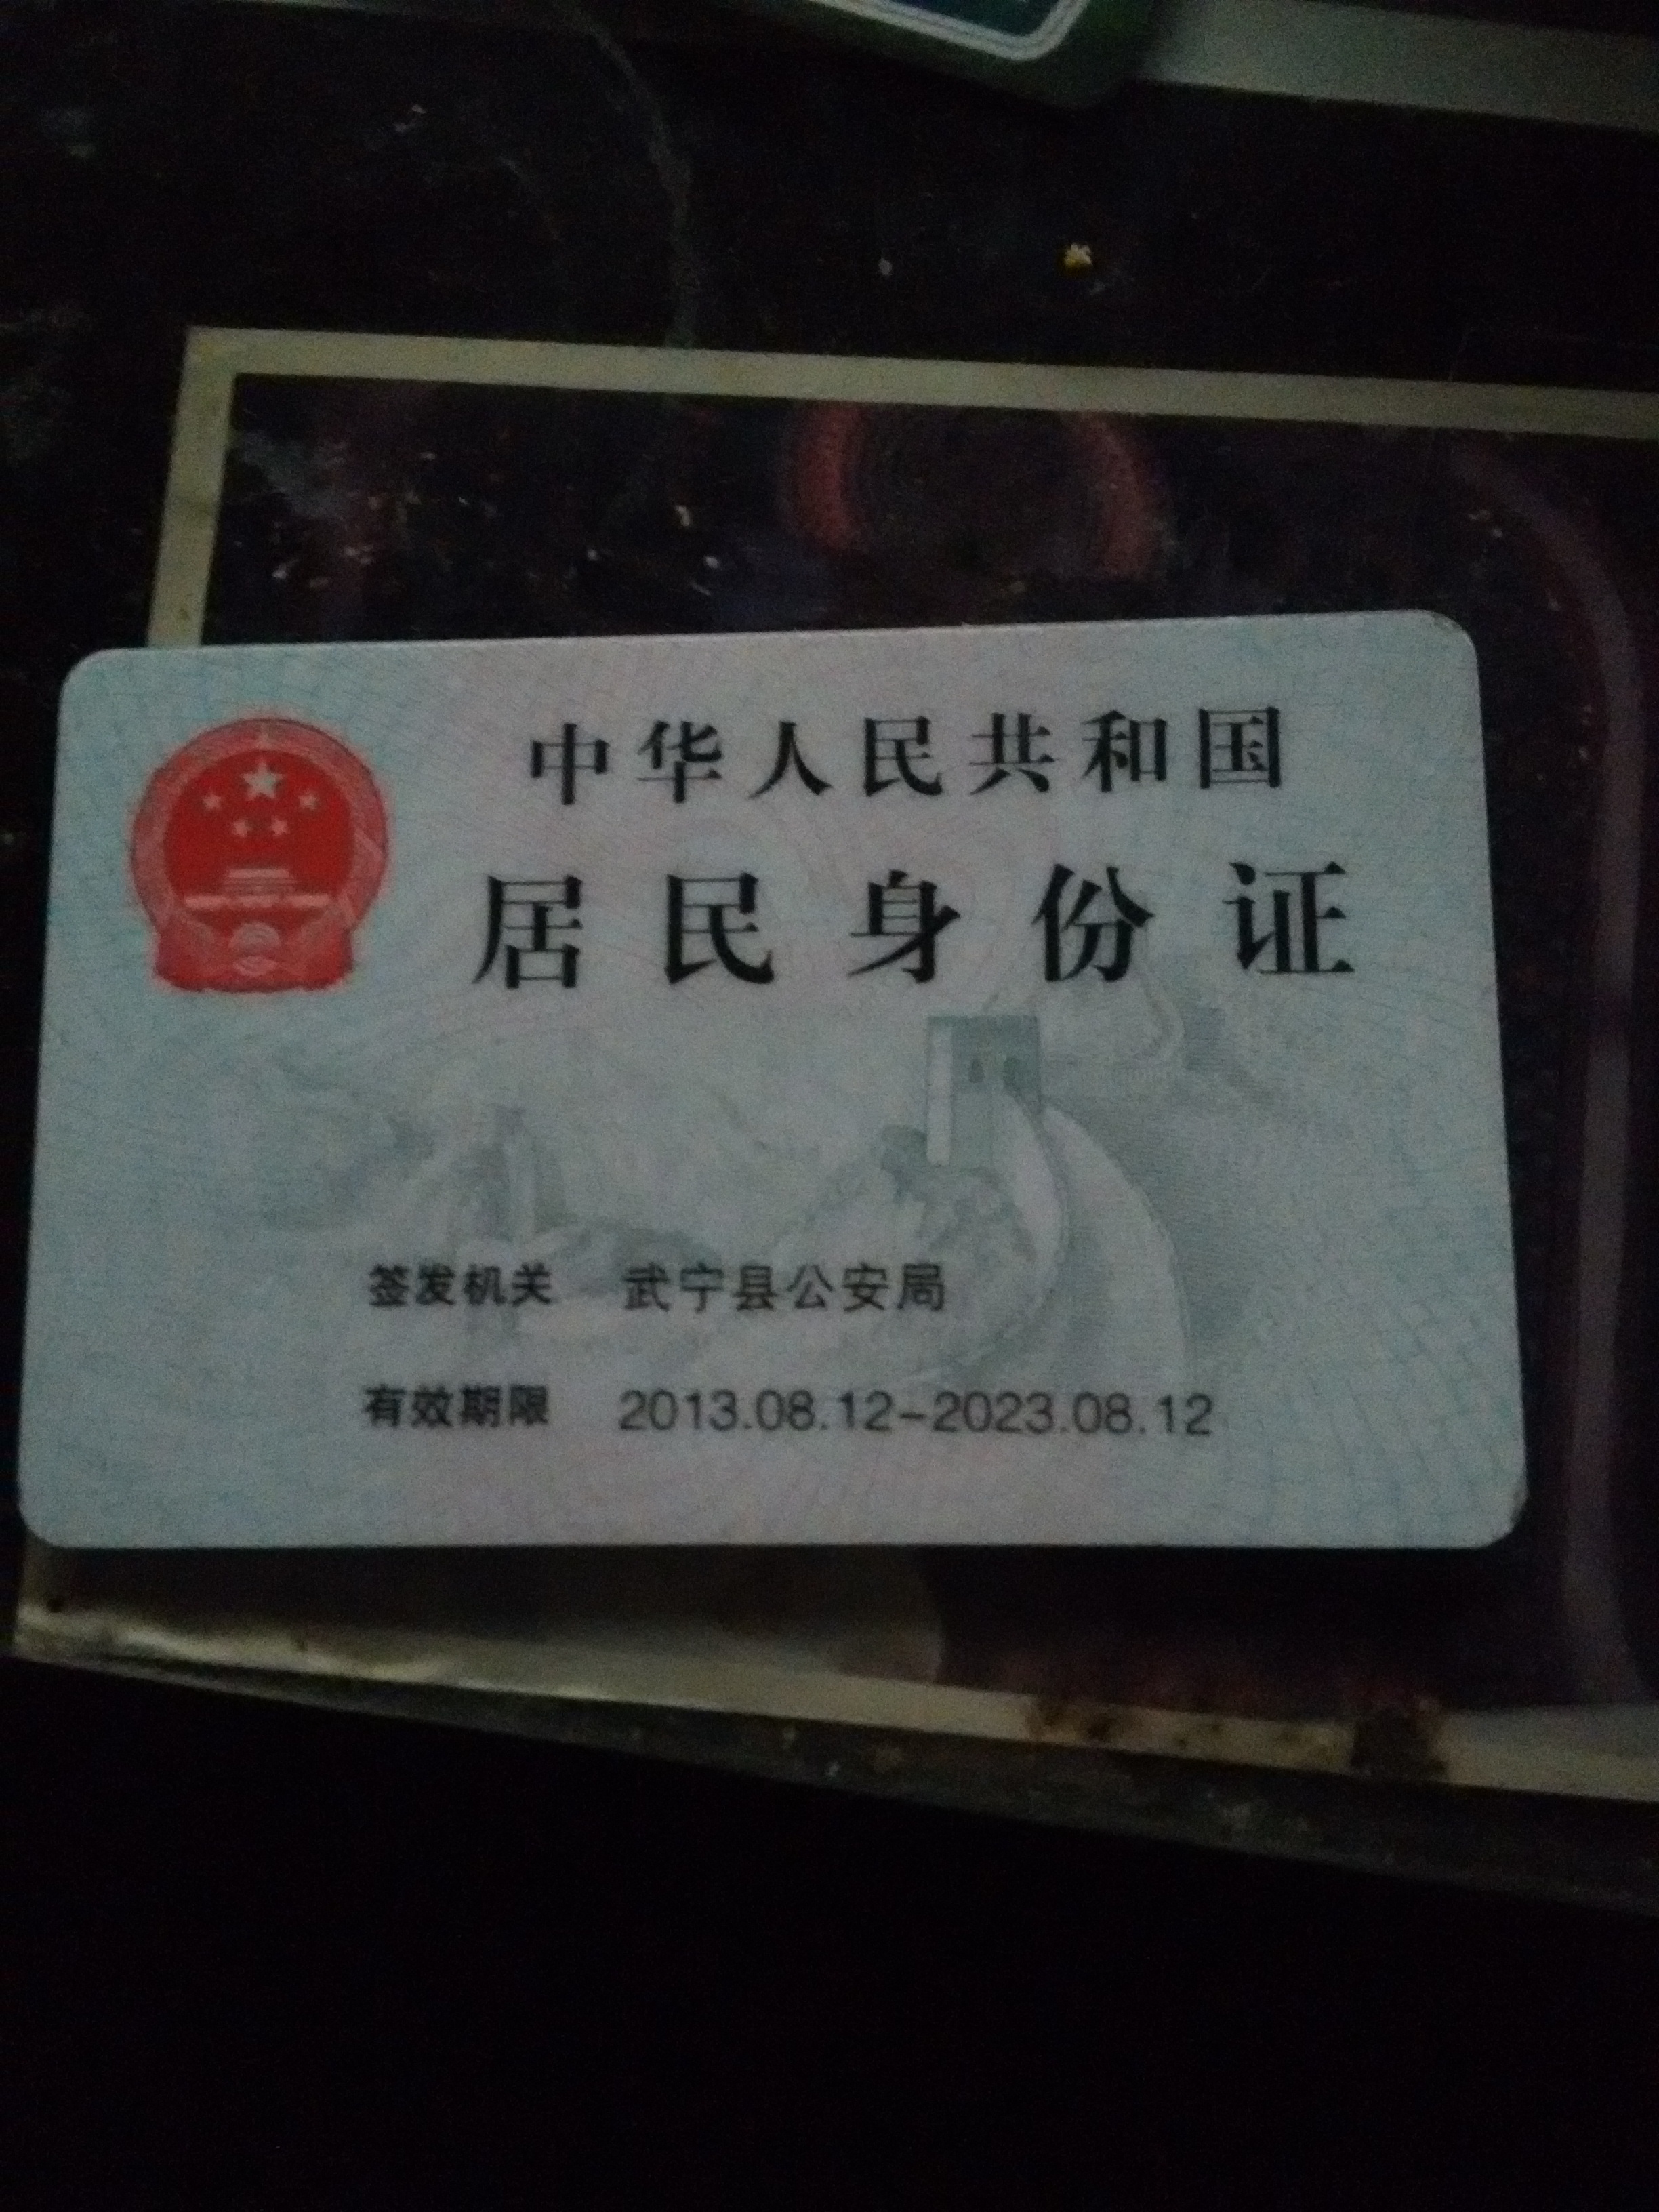 中华人民共和国
居民身份证
签发机关 武宁县公安局
有效期限 2013.08.12-2023.08.12